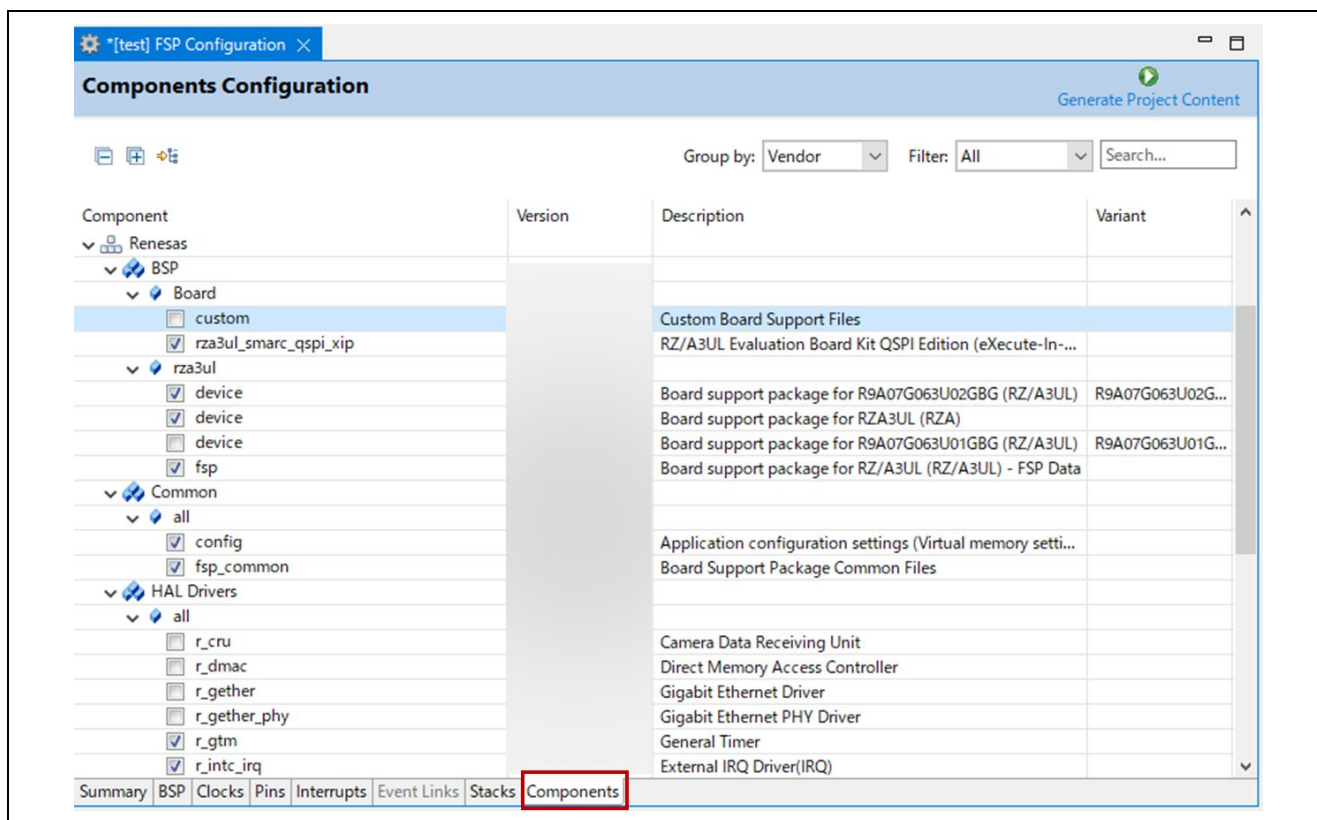 *[test] FSP Configuration
Components Configuration
Generate Project Content
Group by: Vendor Filter: All Search...
Component Version Description Variant
Renesas
BSP
Board
custom Custom Board Support Files
rza3ul_smarc_qspi_xip RZ/A3UL Evaluation Board Kit QSPI Edition (eXecute-In-...
rza3ul
device Board support package for R9A07G063U02GBG (RZ/A3UL) R9A07G063U02G...
device Board support package for RZA3UL (RZA)
device Board support package for R9A07G063U01GBG (RZ/A3UL) R9A07G063U01G...
fsp Board support package for RZ/A3UL (RZ/A3UL) - FSP Data
Common
all
config Application configuration settings (Virtual memory setti...
fsp_common Board Support Package Common Files
HAL Drivers
all
r_cru Camera Data Receiving Unit
r_dmac Direct Memory Access Controller
r_gether Gigabit Ethernet Driver
r_gether_phy Gigabit Ethernet PHY Driver
r_gtm General Timer
r_intc_irq External IRQ Driver(IRQ)
Summary BSP Clocks Pins Interrupts Event Links Stacks Components